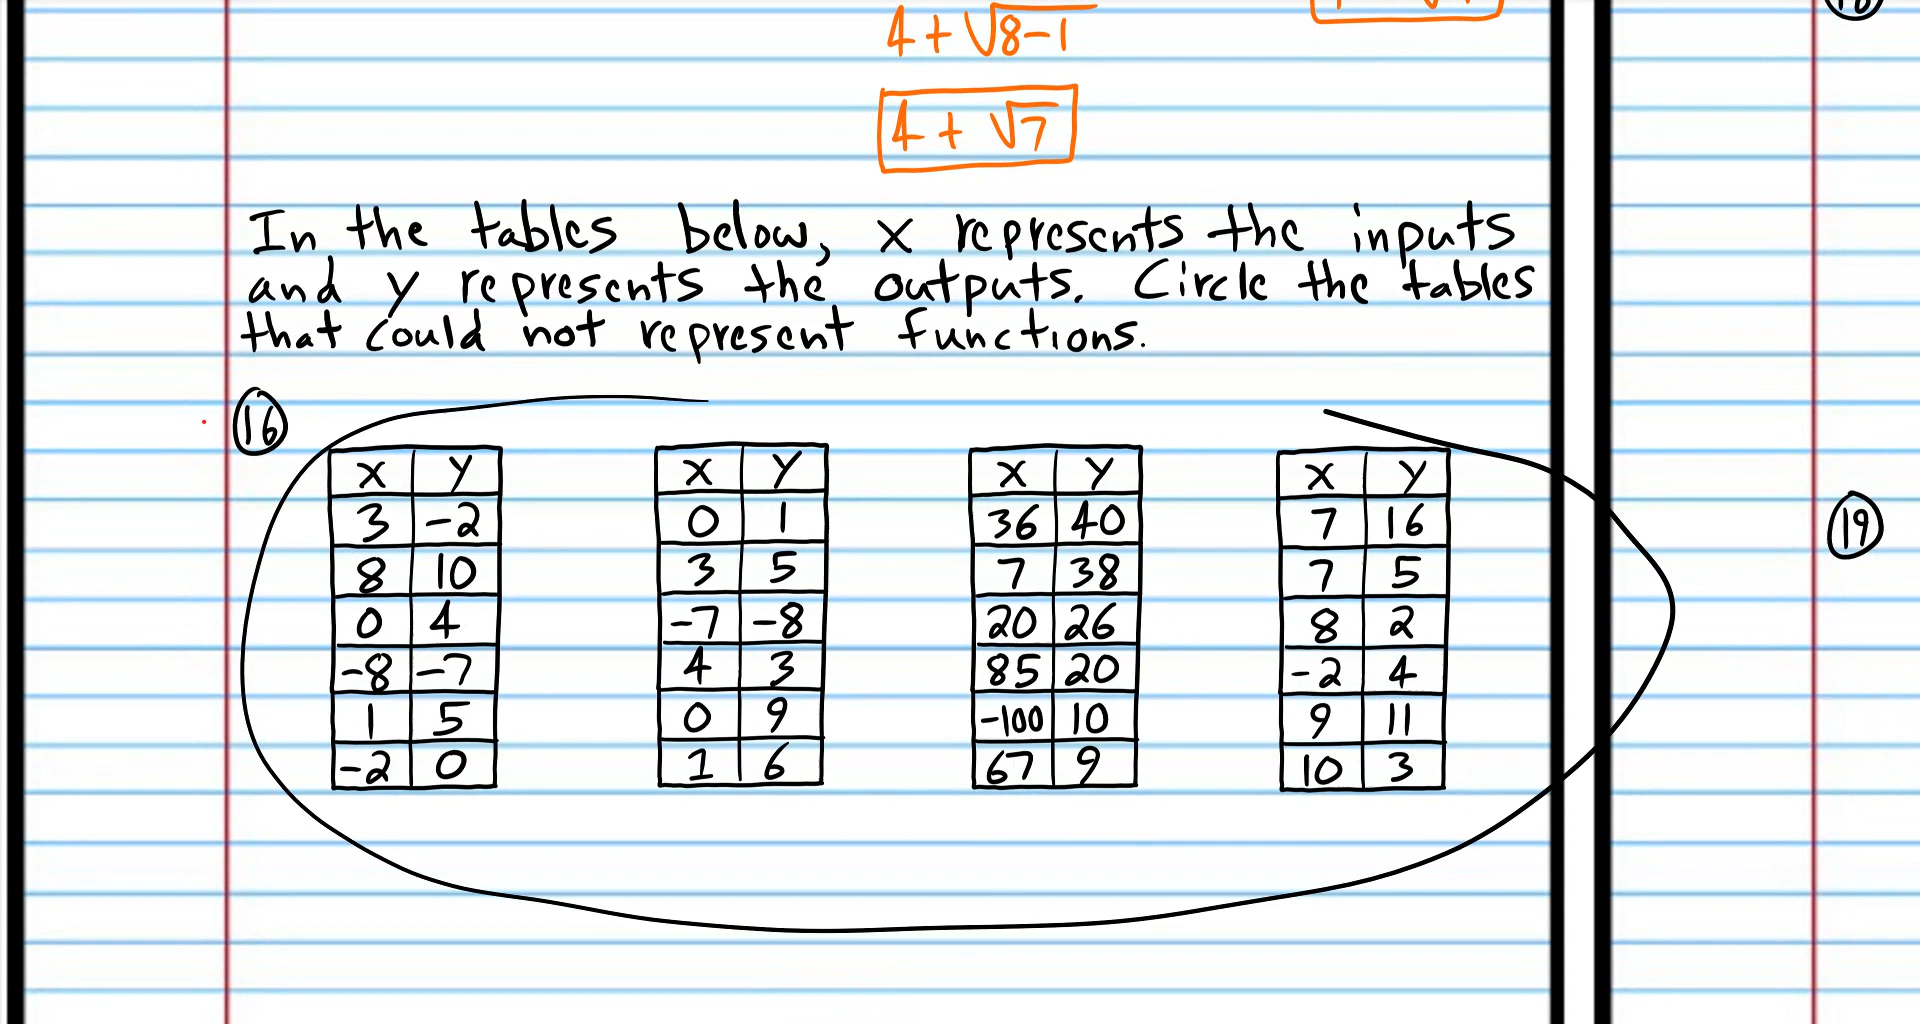 4 + √8-1
4 + √7
In the tables below, x represents the inputs
and y represents the outputs. Circle the tables
that could not represent functions.
16
x y
3 -2
8 10
0 4
-8 -7
1 5
-2 0
x y
0 1
3 5
-7 -8
4 3
0 9
1 6
x y
36 40
7 38
20 26
85 20
-100 10
67 9
x y
7 16
7 5
8 2
-2 4
9 11
10 3
19